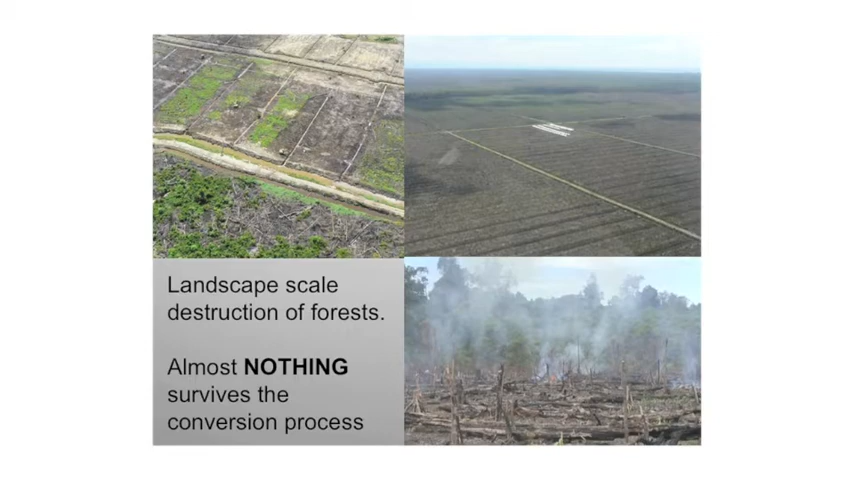 Landscape scale
destruction of forests.
Almost NOTHING
survives the
conversion process